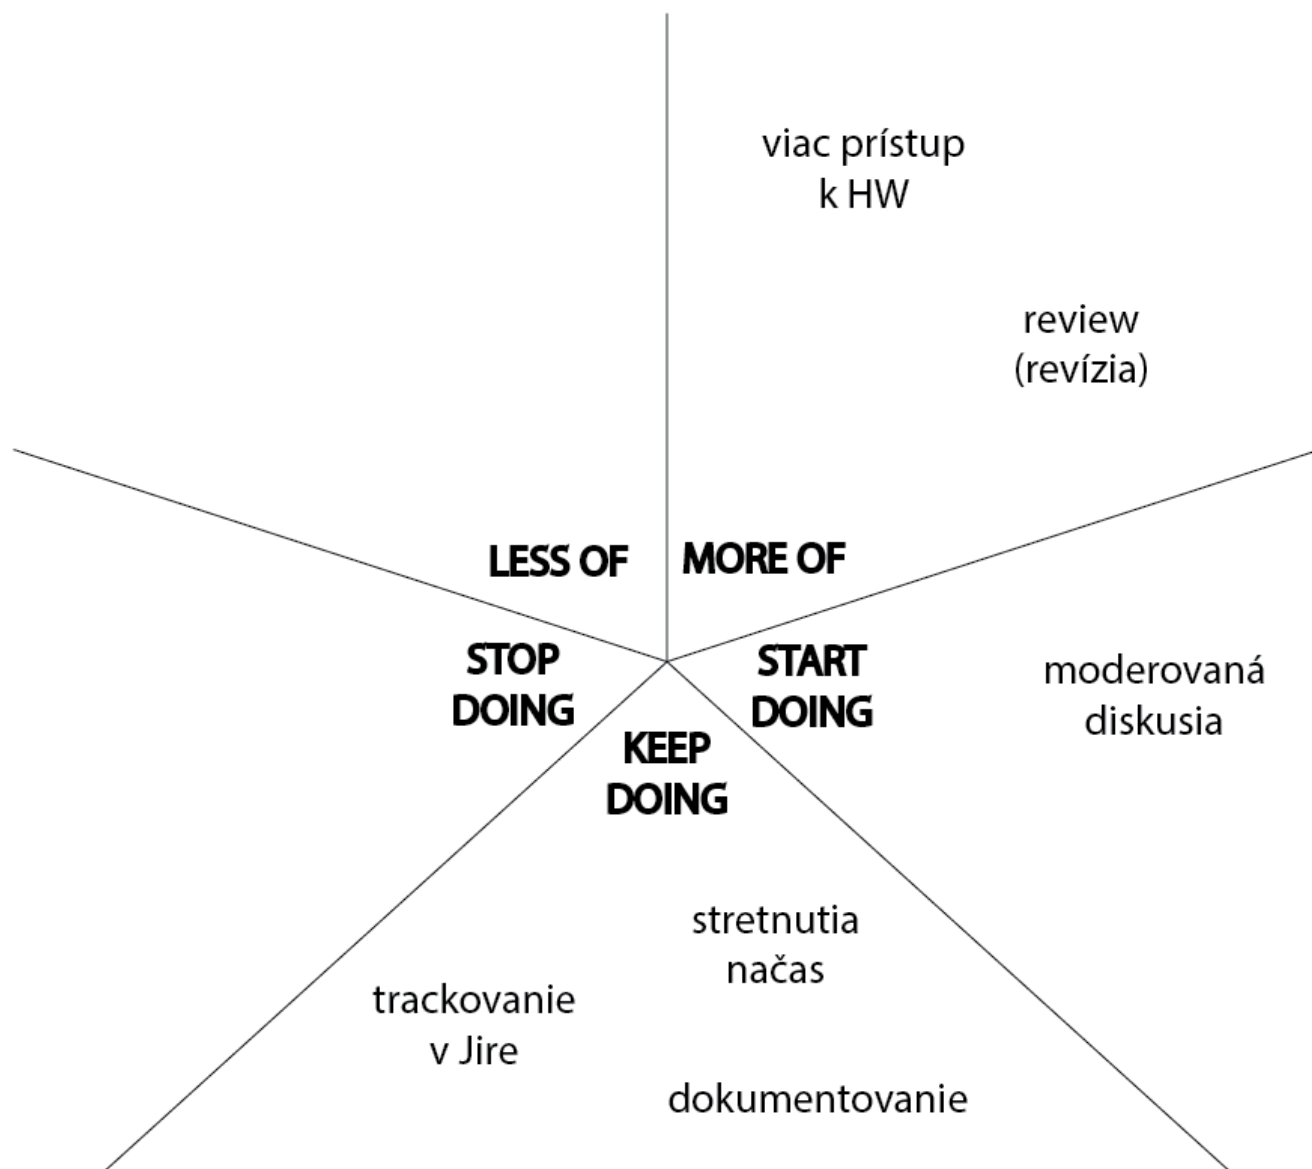 viac prístup
k HW
review
(revízia)
LESS OF
MORE OF
STOP
DOING
START
DOING
KEEP
DOING
moderovaná
diskusia
stretnutia
načas
trackovanie
v Jire
dokumentovanie